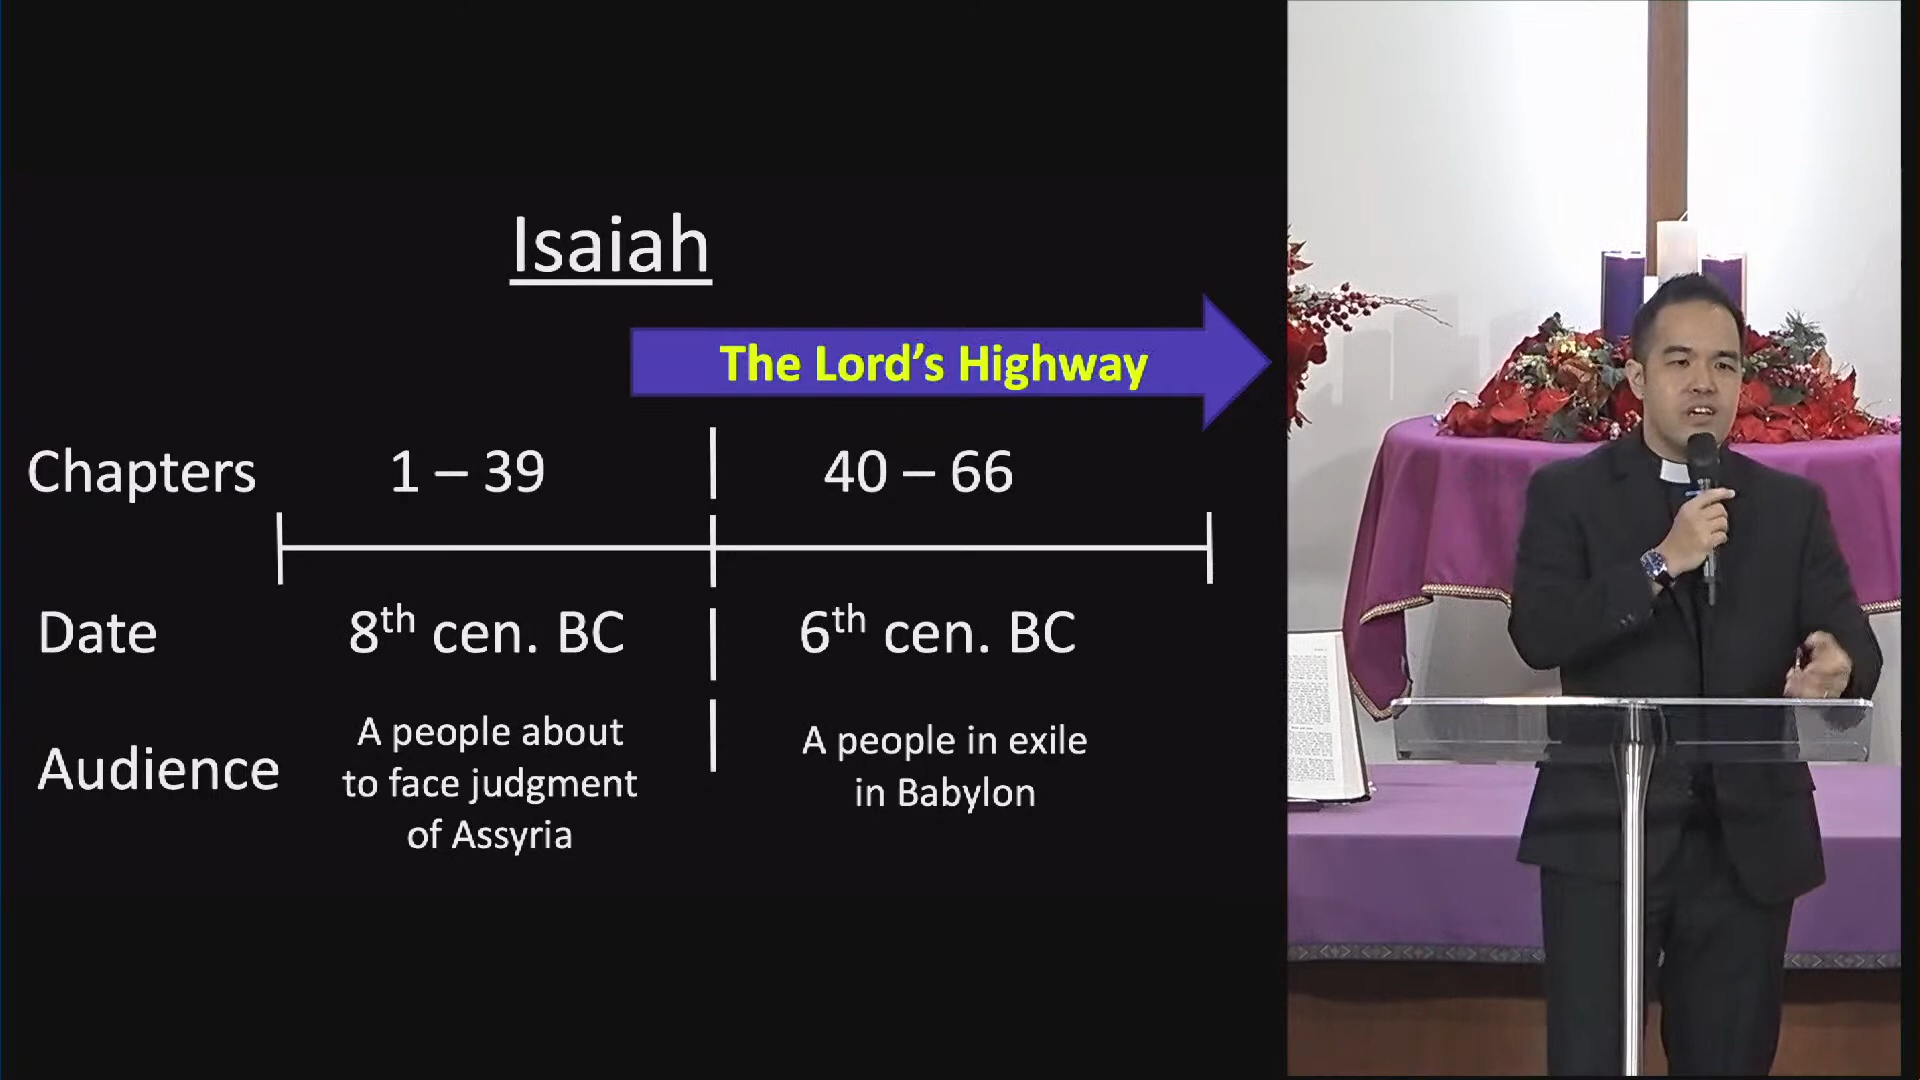 Isaiah
The Lord's Highway
Chapters 1 – 39 40 – 66
Date 8th cen. BC 6th cen. BC
Audience
A people about
to face judgment
of Assyria
A people in exile
in Babylon